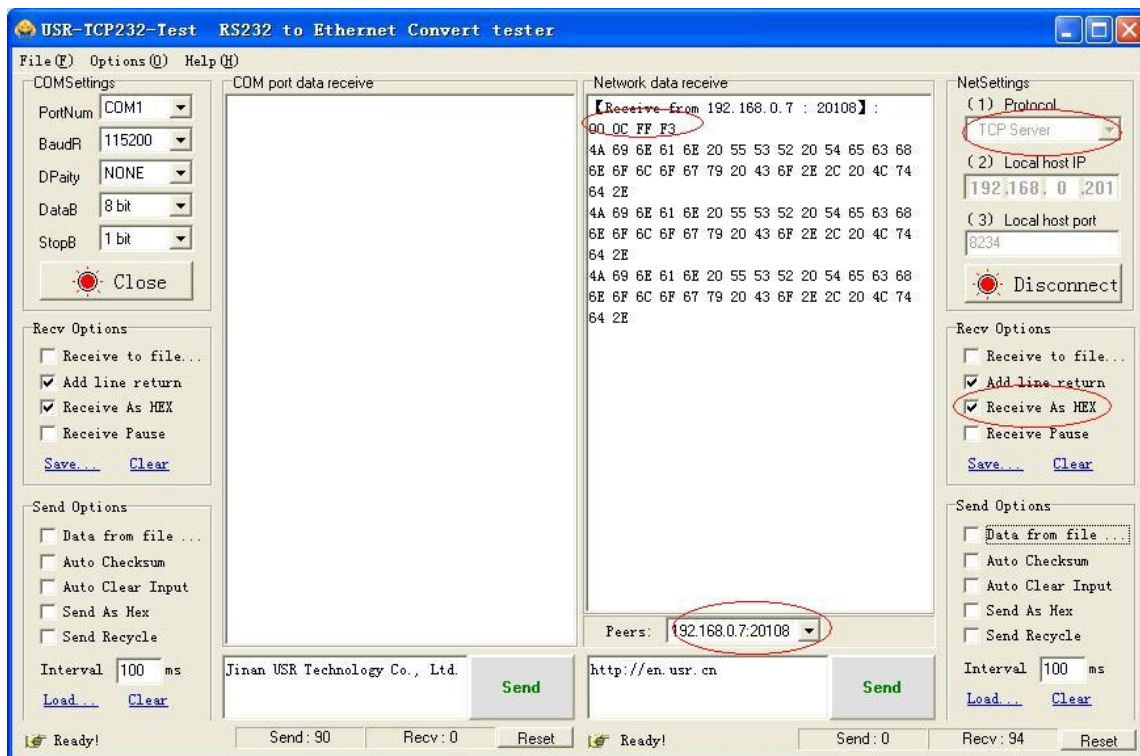 USR-TCP232-Test RS232 to Ethernet Convert tester
File(F) Options(O) Help(H)
COMSettings
PortNum COM1
BaudR 115200
DPaity NONE
DataB 8 bit
StopB 1 bit
Close
Recv Options
Receive to file...
Add line return
Receive As HEX
Receive Pause
Save... Clear
Send Options
Data from file ...
Auto Checksum
Auto Clear Input
Send As Hex
Send Recycle
Interval 100 ms
Load... Clear
COM port data receive
Jinan USR Technology Co., Ltd.
Send
Network data receive
【Receive from 192.168.0.7 : 20108】:
00 0C FF F3
4A 69 6E 61 6E 20 55 53 52 20 54 65 63 68
6E 6F 6C 6F 67 79 20 43 6F 2E 2C 20 4C 74
64 2E
4A 69 6E 61 6E 20 55 53 52 20 54 65 63 68
6E 6F 6C 6F 67 79 20 43 6F 2E 2C 20 4C 74
64 2E
4A 69 6E 61 6E 20 55 53 52 20 54 65 63 68
6E 6F 6C 6F 67 79 20 43 6F 2E 2C 20 4C 74
64 2E
Peers: 192.168.0.7:20108
http://en.usr.cn
Send
NetSettings
(1) Protocol
TCP Server
(2) Local host IP
192.168. 0 .201
(3) Local host port
8234
Disconnect
Recv Options
Receive to file...
Add line return
Receive As HEX
Receive Pause
Save... Clear
Send Options
Data from file ...
Auto Checksum
Auto Clear Input
Send As Hex
Send Recycle
Interval 100 ms
Load... Clear
Ready! Send : 90 Recv : 0 Reset
Ready! Send : 0 Recv : 94 Reset